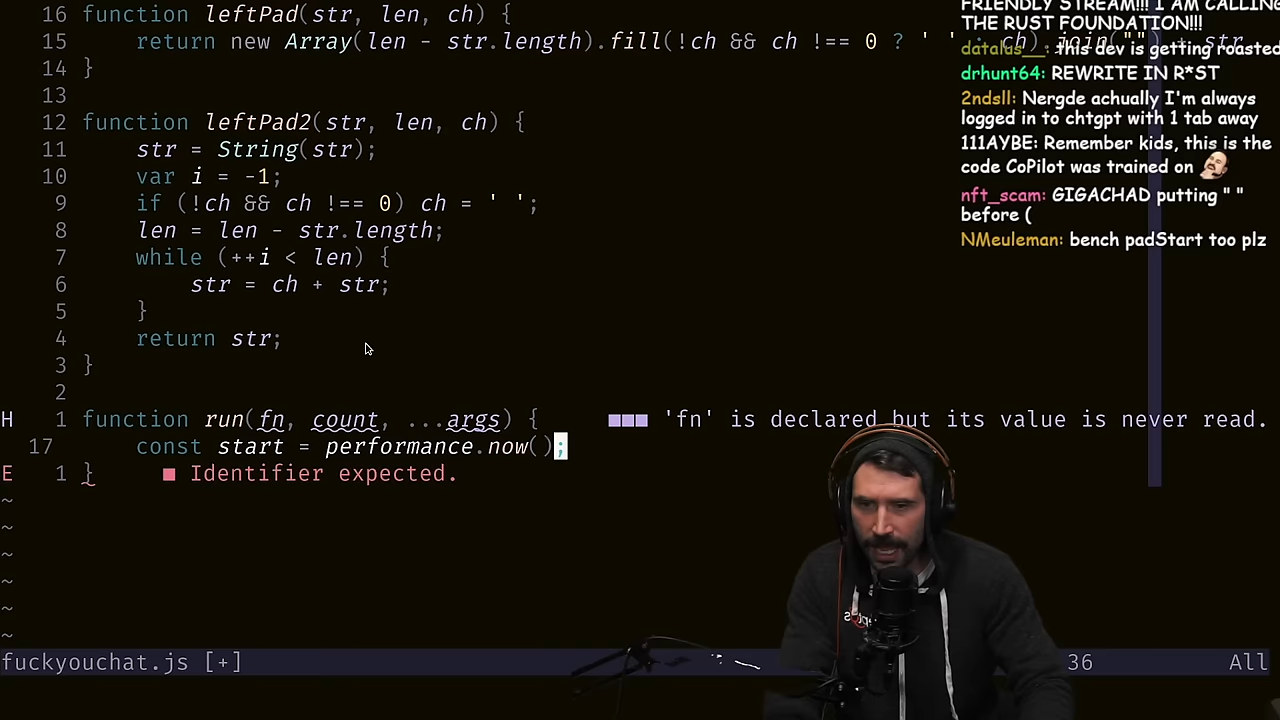 16 function leftPad(str, len, ch) {
15 return new Array(len - str.length).fill(!ch && ch !== 0 ? ' ' : ch).join("") + str
14 }
13
12 function leftPad2(str, len, ch) {
11 str = String(str);
10 var i = -1;
9 if (!ch && ch !== 0) ch = ' ';
8 len = len - str.length;
7 while (++i < len) {
6 str = ch + str;
5 }
4 return str;
3 }
2
H 1 function run(fn, count, ...args) { ■■■ 'fn' is declared but its value is never read.
17 const start = performance.now();
E 1 } ■ Identifier expected.
~
~
~
~
~
~
fuckyouchat.js [+] 36 All
FRIENDLY STREAM!!! I AM CALLING
THE RUST FOUNDATION!!!
datalus__: this dev is getting roasted
drhunt64: REWRITE IN R*ST
2ndsll: Nergde achually I'm always
logged in to chtgpt with 1 tab away
111AYBE: Remember kids, this is the
code CoPilot was trained on
nft_scam: GIGACHAD putting " "
before (
NMeuleman: bench padStart too plz